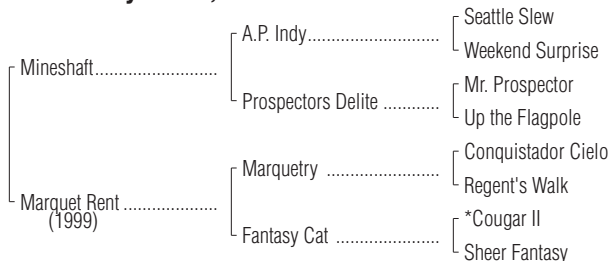 Seattle Slew
A.P. Indy..............................
Weekend Surprise
Mineshaft..........................
Mr. Prospector
Prospectors Delite ............
Up the Flagpole
Conquistador Cielo
Marquetry ........................
Regent's Walk
Marquet Rent ....................
(1999)
*Cougar II
Fantasy Cat ......................
Sheer Fantasy